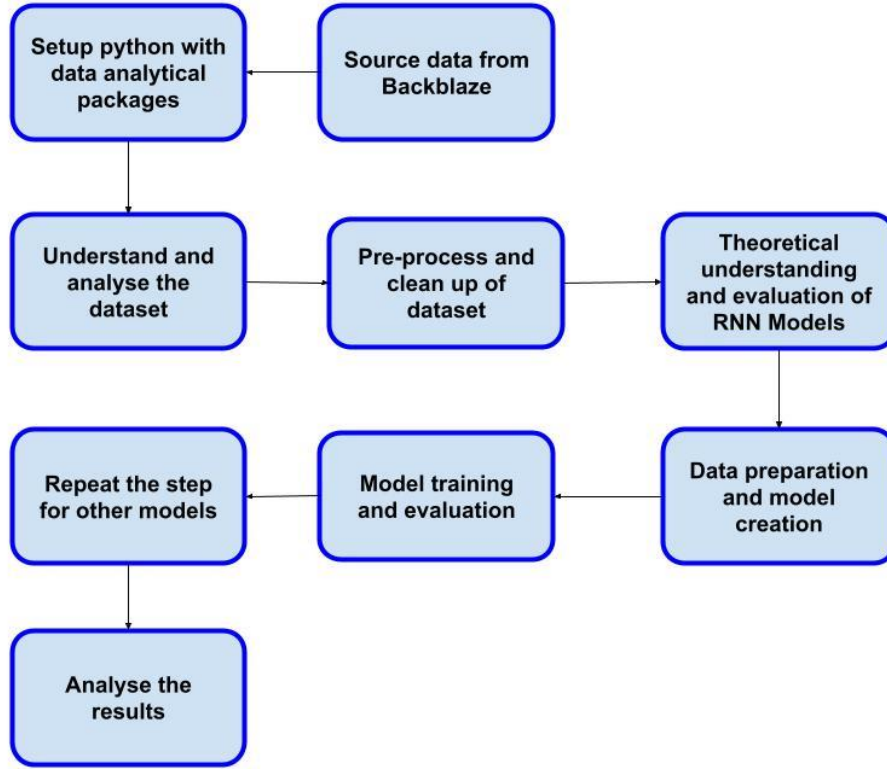 Setup python with
data analytical
packages
Source data from
Backblaze
Understand and
analyse the
dataset
Pre-process and
clean up of
dataset
Theoretical
understanding
and evaluation of
RNN Models
Repeat the step
for other models
Model training
and evaluation
Data preparation
and model
creation
Analyse the
results